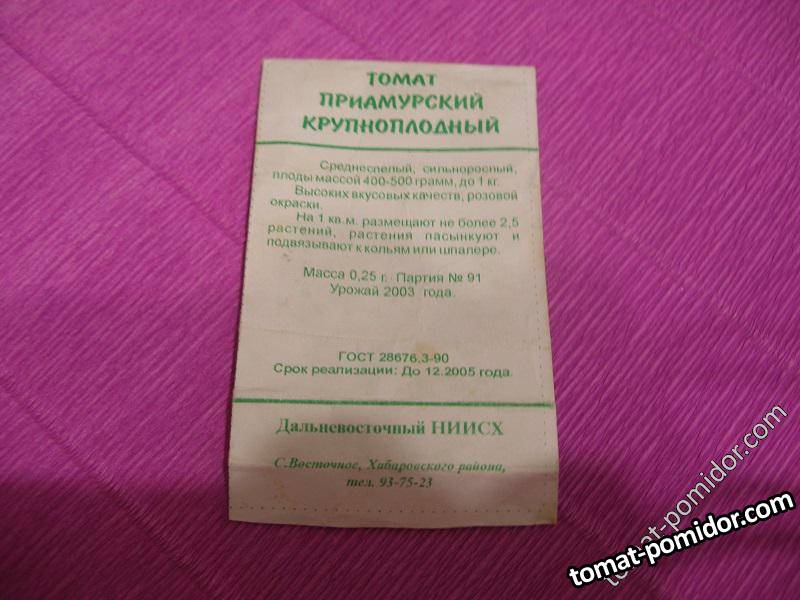 ТОМАТ
ПРИАМУРСКИЙ
КРУПНОПЛОДНЫЙ
Среднеспелый, сильнорослый,
плоды массой 400-500 грамм, до 1 кг.
Высоких вкусовых качеств, розовой
окраски.
На 1 кв.м. размещают не более 2,5
растений, растения пасынкуют и
подвязывают к кольям или шпалере.
Масса 0,25 г. Партия № 91
Урожай 2003 года.
ГОСТ 28676.3-90
Срок реализации: До 12.2005 года.
Дальневосточный НИИСХ
С.Восточное, Хабаровского района,
тел. 93-75-23
tomat-pomidor.com
tomat-pomidor.com